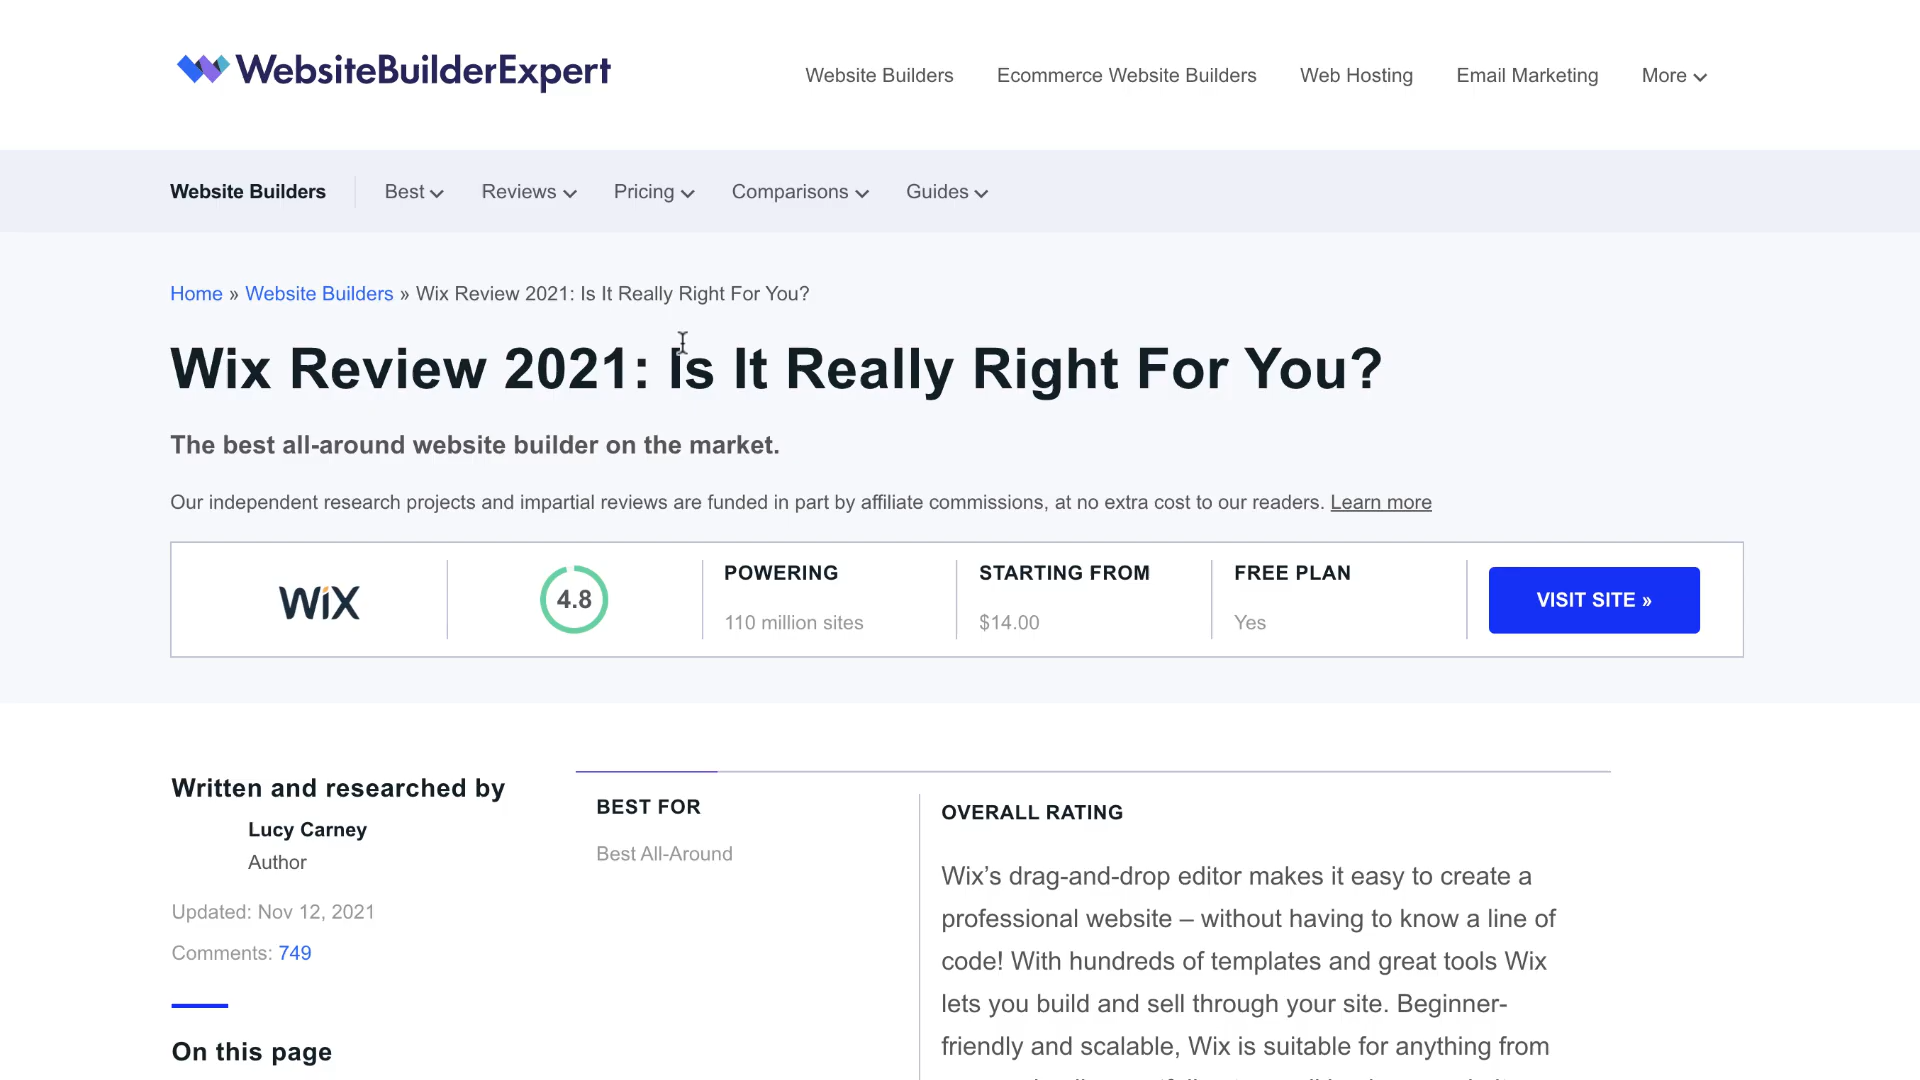 WebsiteBuilderExpert
Website Builders Ecommerce Website Builders Web Hosting Email Marketing More
Website Builders Best Reviews Pricing Comparisons Guides
Home » Website Builders » Wix Review 2021: Is It Really Right For You?
Wix Review 2021: Is It Really Right For You?
The best all-around website builder on the market.
Our independent research projects and impartial reviews are funded in part by affiliate commissions, at no extra cost to our readers. Learn more
WiX
4.8
POWERING
110 million sites
STARTING FROM
$14.00
FREE PLAN
Yes
VISIT SITE »
Written and researched by
Lucy Carney
Author
Updated: Nov 12, 2021
Comments: 749
On this page
BEST FOR
Best All-Around
OVERALL RATING
Wix’s drag-and-drop editor makes it easy to create a
professional website – without having to know a line of
code! With hundreds of templates and great tools Wix
lets you build and sell through your site. Beginner-
friendly and scalable, Wix is suitable for anything from